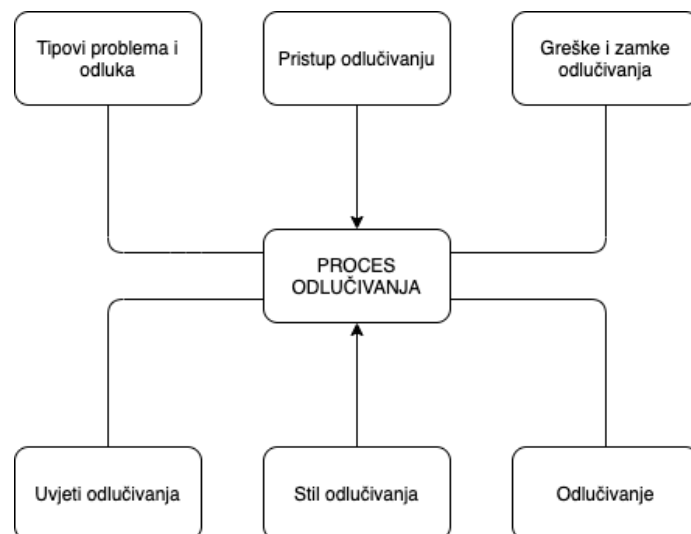 Tipovi problema i
odluka
Pristup odlučivanju
Greške i zamke
odlučivanja
PROCES
ODLUČIVANJA
Uvjeti odlučivanja
Stil odlučivanja
Odlučivanje